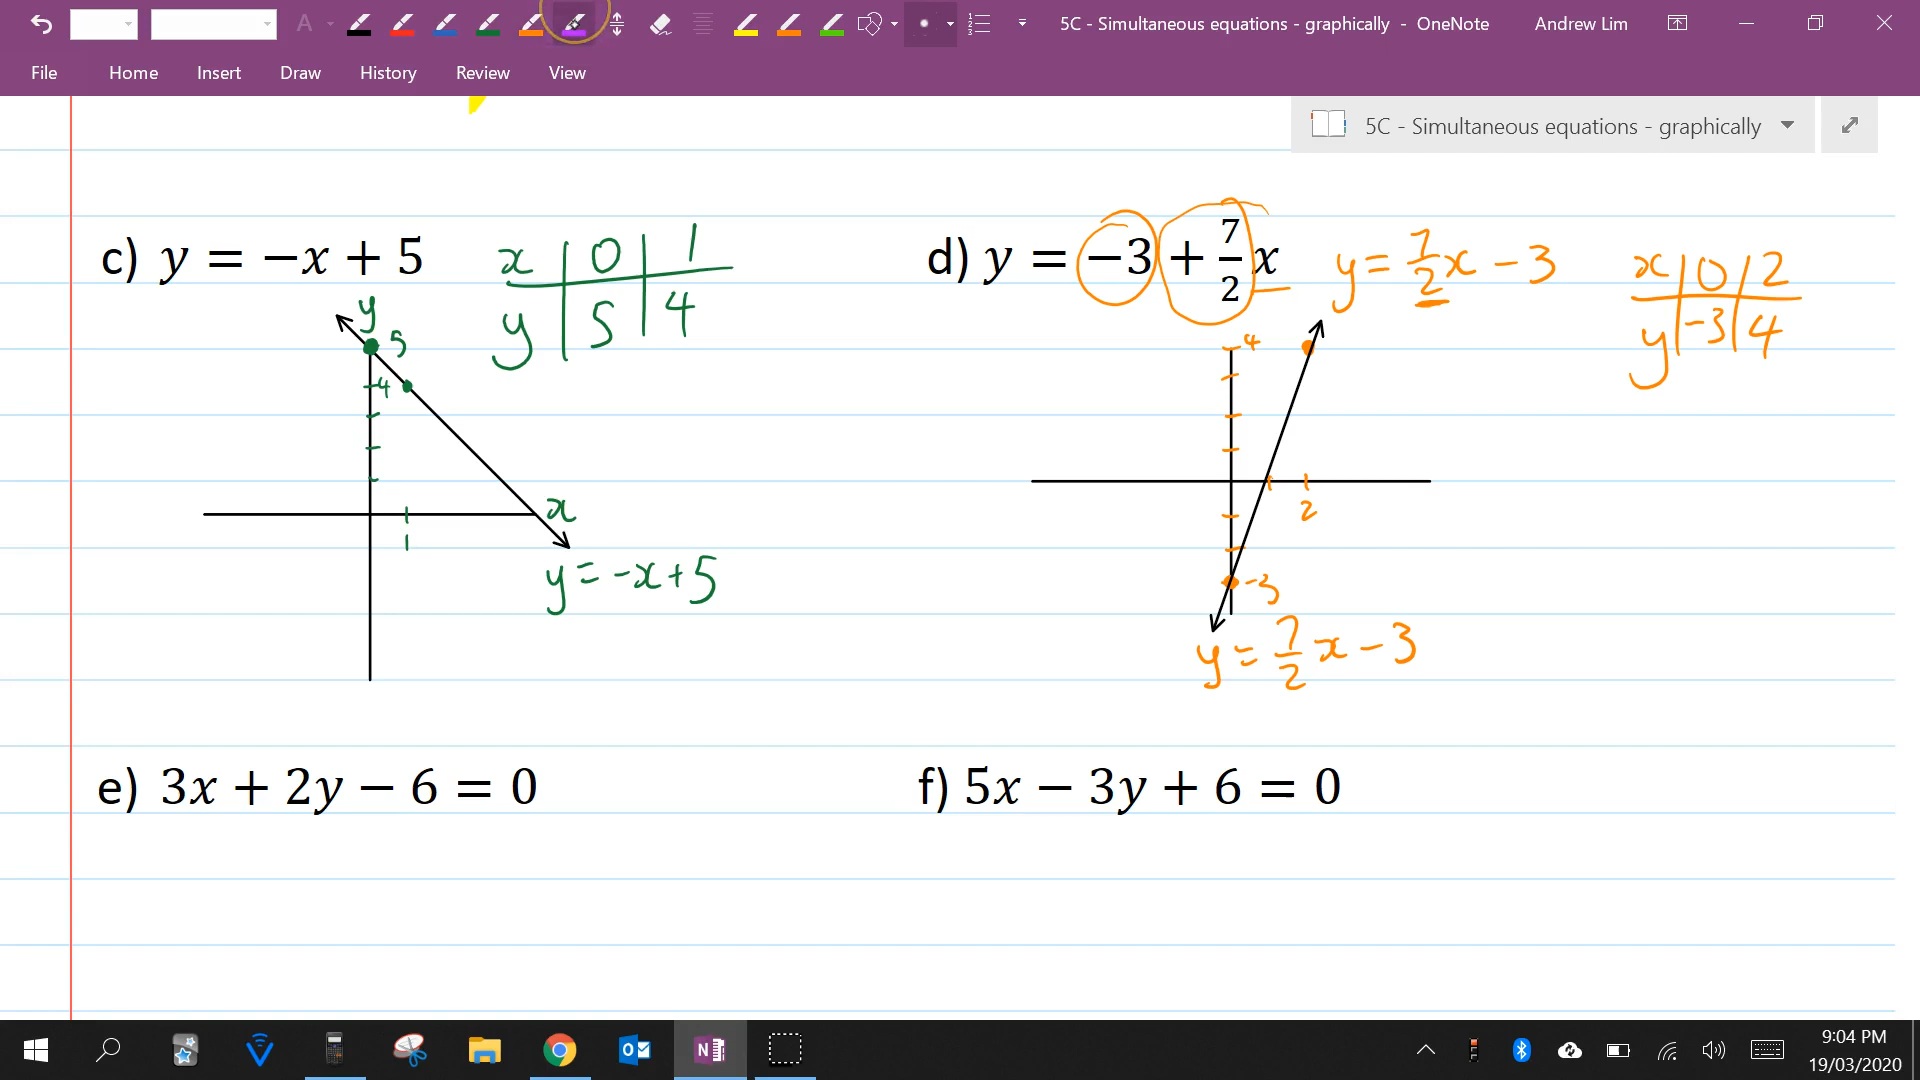 5C - Simultaneous equations - graphically - OneNote
Andrew Lim
File Home Insert Draw History Review View
5C - Simultaneous equations - graphically
c) y = −x + 5
x | 0 | 1
y | 5 | 4
y
5
4
x
1
y = -x + 5
d) y = −3 + 7/2 x
y = 7/2 x − 3
x | 0 | 2
y | -3 | 4
4
2
-3
y = 7/2 x − 3
e) 3x + 2y − 6 = 0
f) 5x − 3y + 6 = 0
9:04 PM
19/03/2020